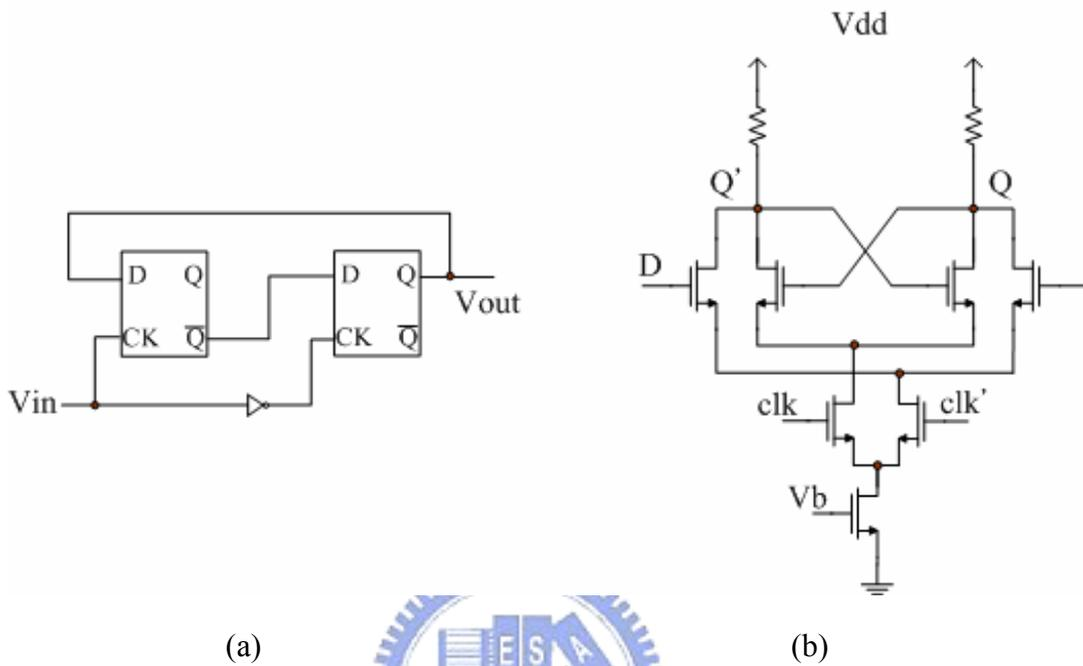 Vdd
Q' Q
D
D Q D Q
Vout
CK Q CK Q
Vin
clk clk'
Vb
E S A
(a) (b)